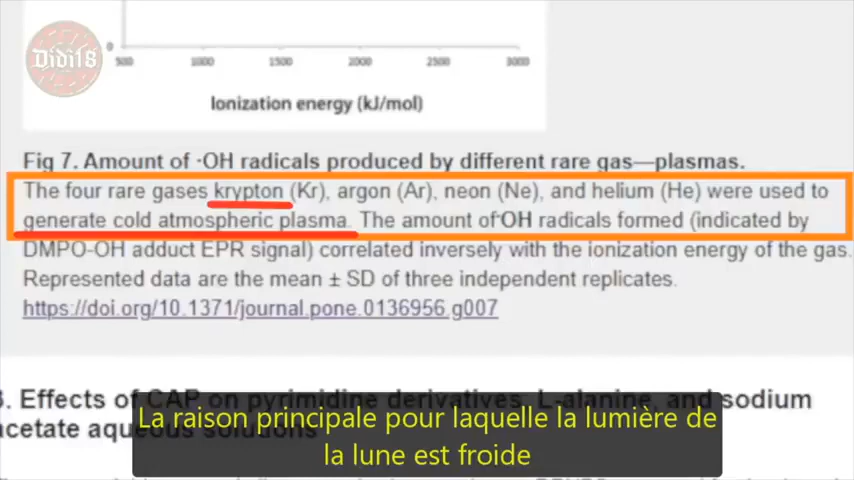 Didi18
0
500 1000 1500 2000 2500 3000
Ionization energy (kJ/mol)
Fig 7. Amount of ·OH radicals produced by different rare gas—plasmas.
The four rare gases krypton (Kr), argon (Ar), neon (Ne), and helium (He) were used to
generate cold atmospheric plasma. The amount of·OH radicals formed (indicated by
DMPO-OH adduct EPR signal) correlated inversely with the ionization energy of the gas.
Represented data are the mean ± SD of three independent replicates.
https://doi.org/10.1371/journal.pone.0136956.g007
3. Effects of CAP on pyrimidine derivatives, L-alanine, and sodium
acetate aqueous solutions
La raison principale pour laquelle la lumière de
la lune est froide